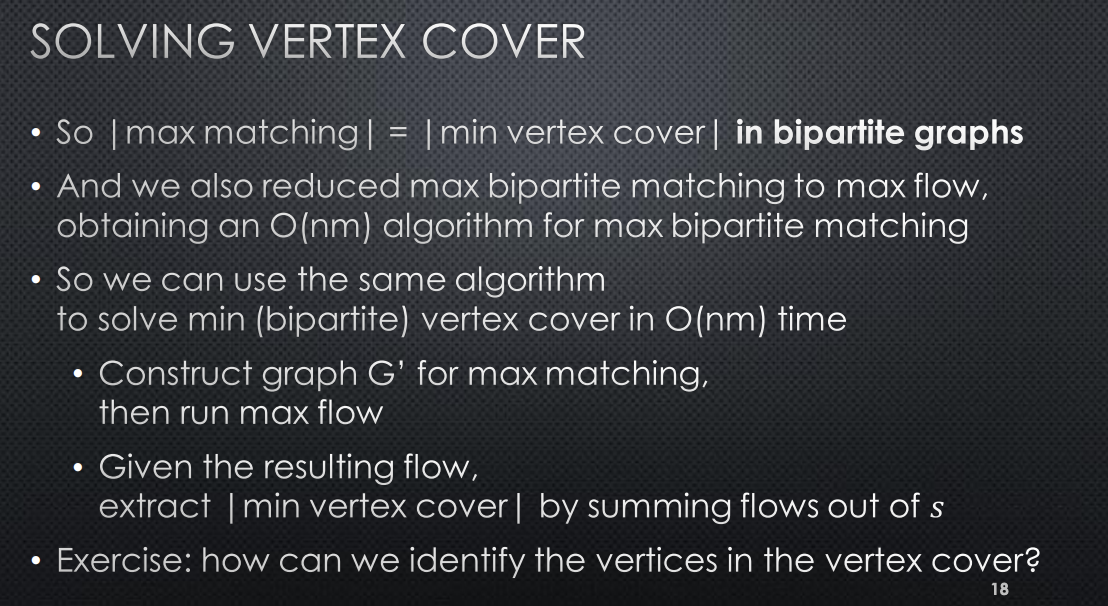 SOLVING VERTEX COVER
• So |max matching| = |min vertex cover| in bipartite graphs
• And we also reduced max bipartite matching to max flow,
obtaining an O(nm) algorithm for max bipartite matching
• So we can use the same algorithm
to solve min (bipartite) vertex cover in O(nm) time
• Construct graph G’ for max matching,
then run max flow
• Given the resulting flow,
extract |min vertex cover| by summing flows out of s
• Exercise: how can we identify the vertices in the vertex cover?
18